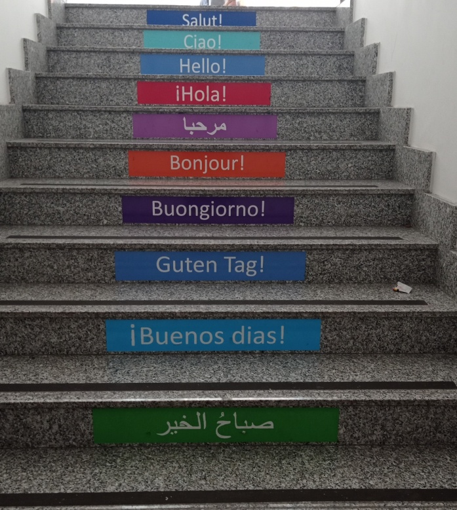 Salut!
Ciao!
Hello!
¡Hola!
مرحبا
Bonjour!
Buongiorno!
Guten Tag!
¡Buenos dias!
صباحُ الخير